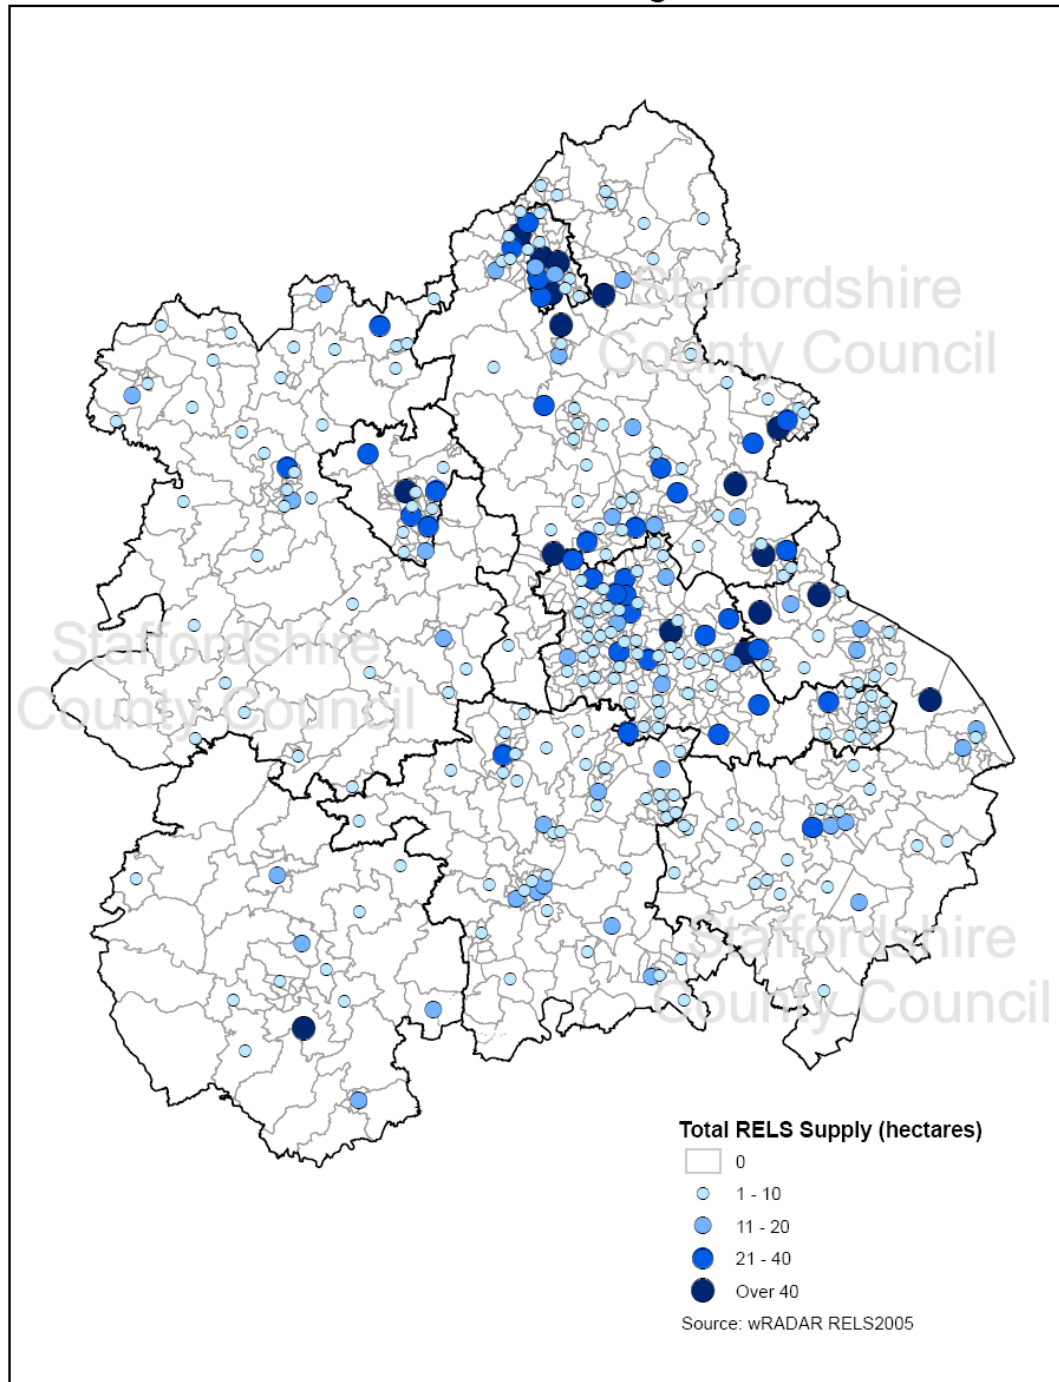 Staffordshire
County Council
Staffordshire
County Council
Staffordshire
County Council
Total RELS Supply (hectares)
0
1 - 10
11 - 20
21 - 40
Over 40
Source: wRADAR RELS2005